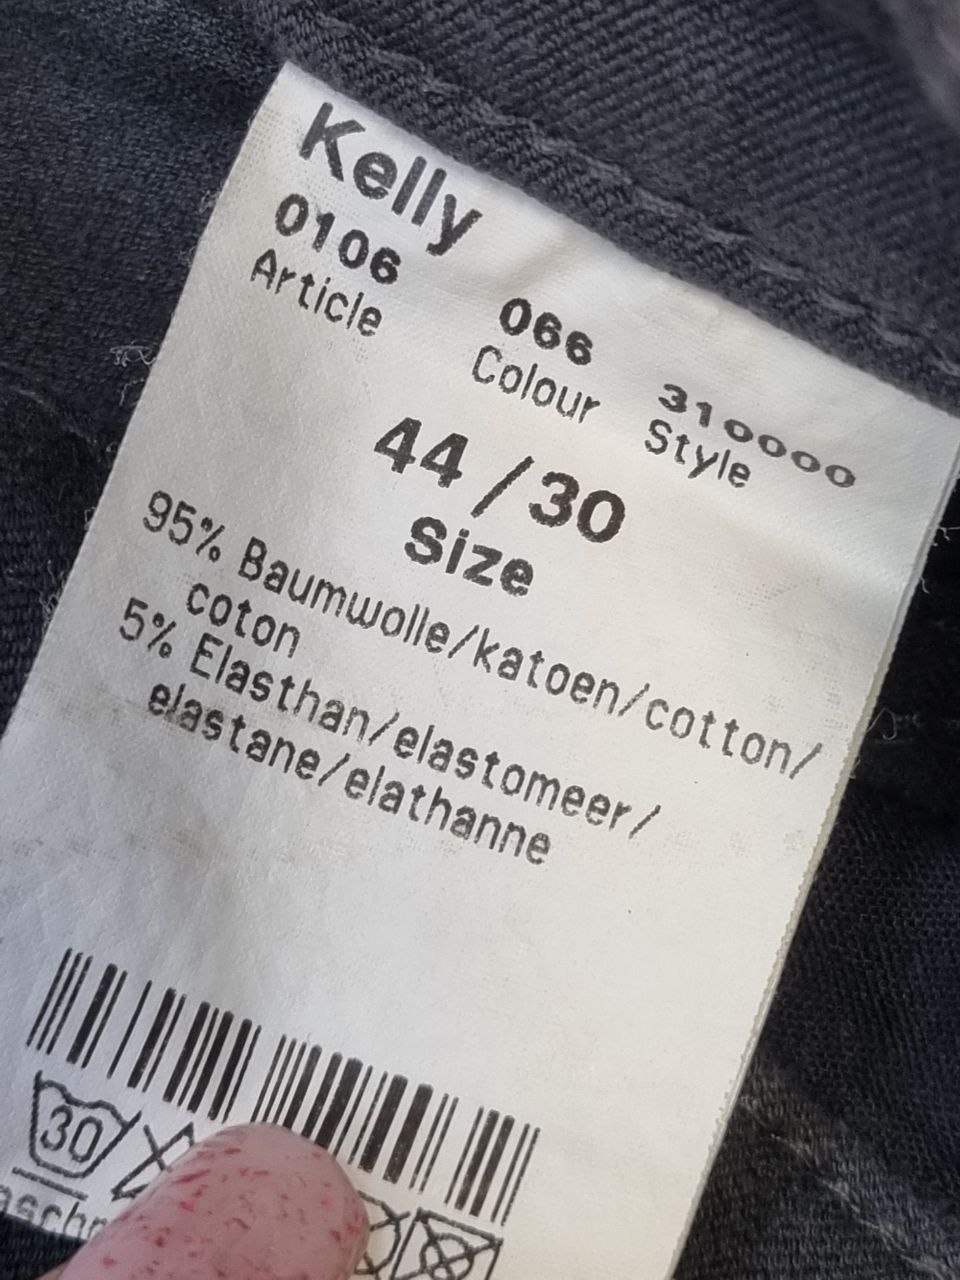 Kelly
0106 066 310000
Article Colour Style
44/30
Size
95% Baumwolle/katoen/cotton/
coton
5% Elasthan/elastomeer/
elastane/elathanne
30